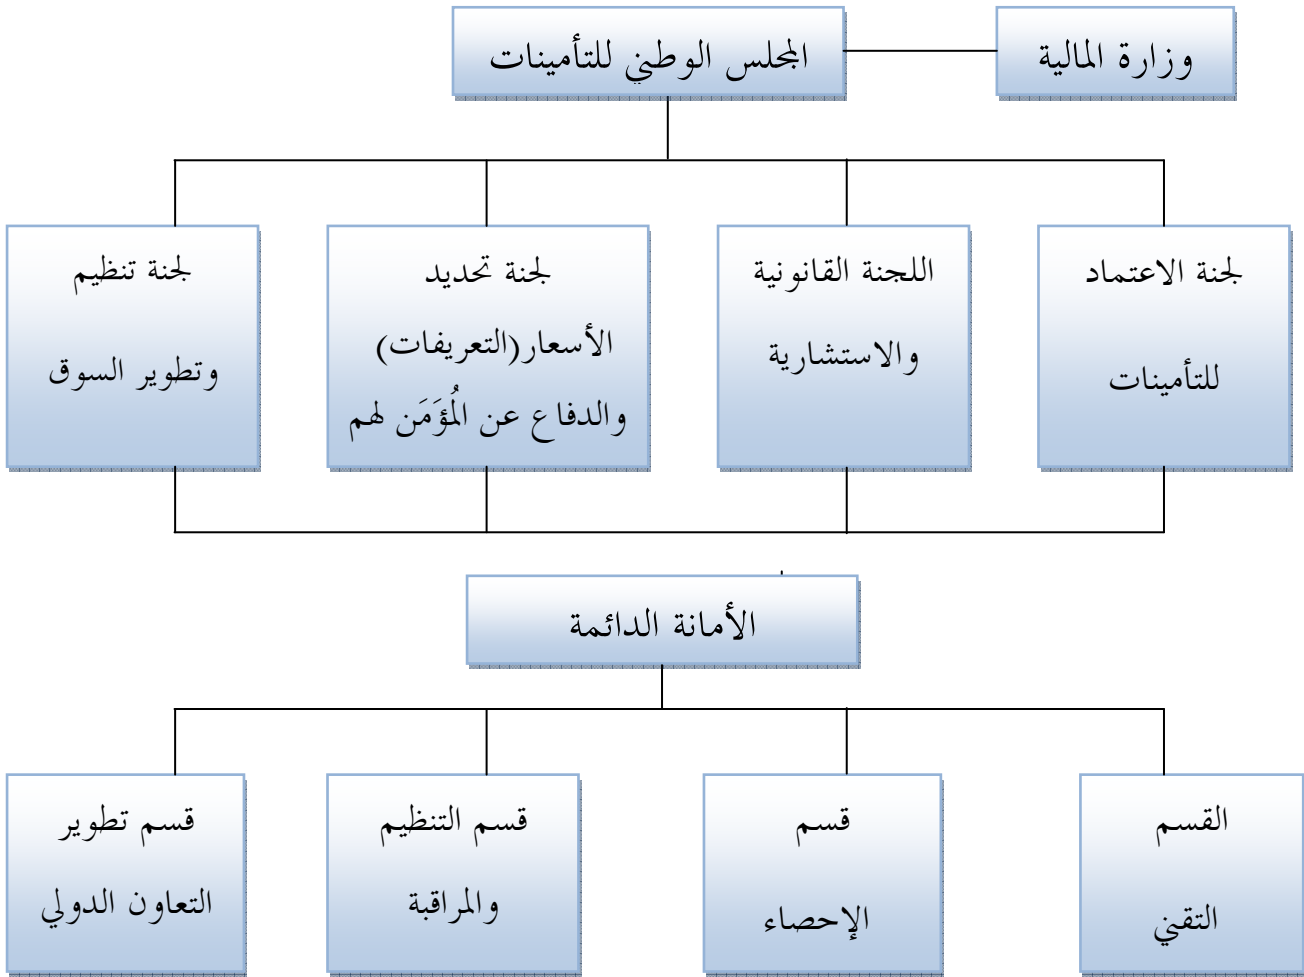 وزارة المالية
المجلس الوطني للتأمينات
لجنة الاعتماد
للتأمينات
اللجنة القانونية
والاستشارية
لجنة تحديد
الأسعار(التعريفات)
والدفاع عن المُؤَمَن لهم
لجنة تنظيم
وتطوير السوق
الأمانة الدائمة
القسم
التقني
قسم
الإحصاء
قسم التنظيم
والمراقبة
قسم تطوير
التعاون الدولي